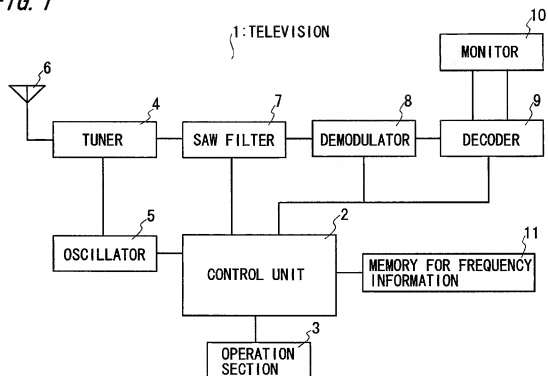 FIG. 1
1:TELEVISION
10
MONITOR
6
4
TUNER
7
SAW FILTER
8
DEMODULATOR
9
DECODER
5
OSCILLATOR
2
CONTROL UNIT
11
MEMORY FOR FREQUENCY
INFORMATION
3
OPERATION
SECTION